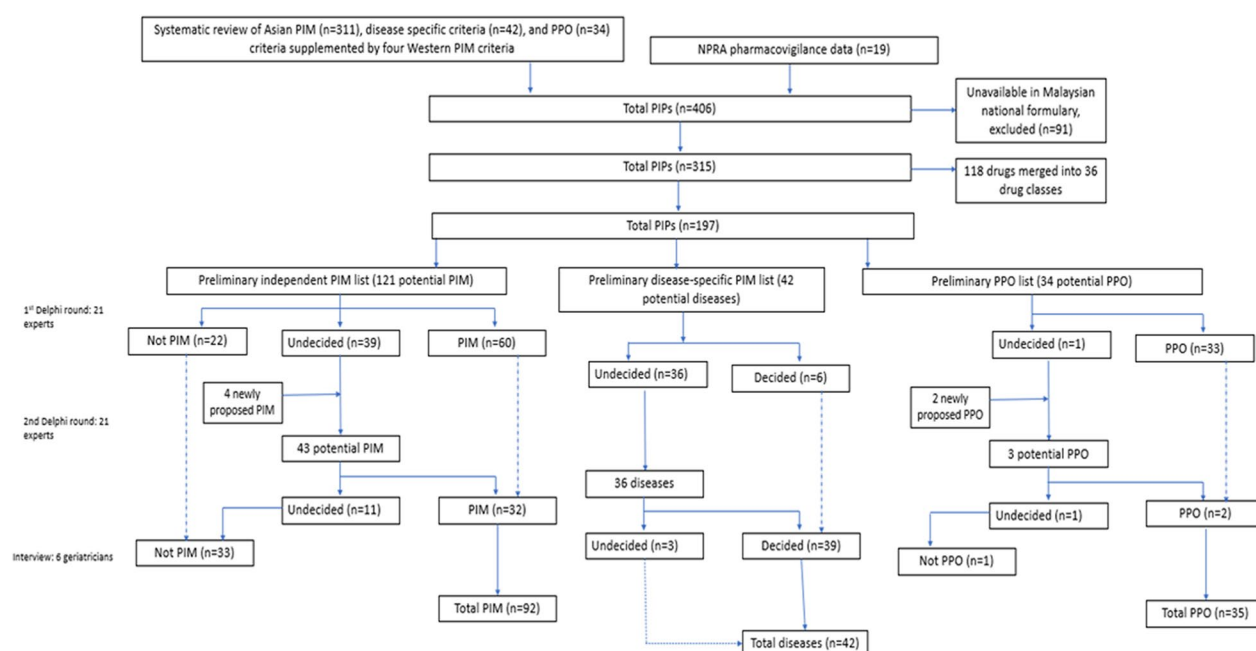 Systematic review of Asian PIM (n=311), disease specific criteria (n=42), and PPO (n=34)
criteria supplemented by four Western PIM criteria
NPRA pharmacovigilance data (n=19)
Total PIPs (n=406)
Unavailable in Malaysian
national formulary,
excluded (n=91)
Total PIPs (n=315)
118 drugs merged into 36
drug classes
Total PIPs (n=197)
Preliminary independent PIM list (121 potential PIM)
Preliminary disease-specific PIM list (42
potential diseases)
Preliminary PPO list (34 potential PPO)
1st Delphi round: 21
experts
Not PIM (n=22)
Undecided (n=39)
PIM (n=60)
Undecided (n=36)
Decided (n=6)
Undecided (n=1)
PPO (n=33)
4 newly
proposed PIM
2 newly
proposed PPO
2nd Delphi round: 21
experts
43 potential PIM
36 diseases
3 potential PPO
Undecided (n=11)
PIM (n=32)
Undecided (n=3)
Decided (n=39)
Undecided (n=1)
PPO (n=2)
Interview: 6 geriatricians
Not PIM (n=33)
Not PPO (n=1)
Total PIM (n=92)
Total diseases (n=42)
Total PPO (n=35)